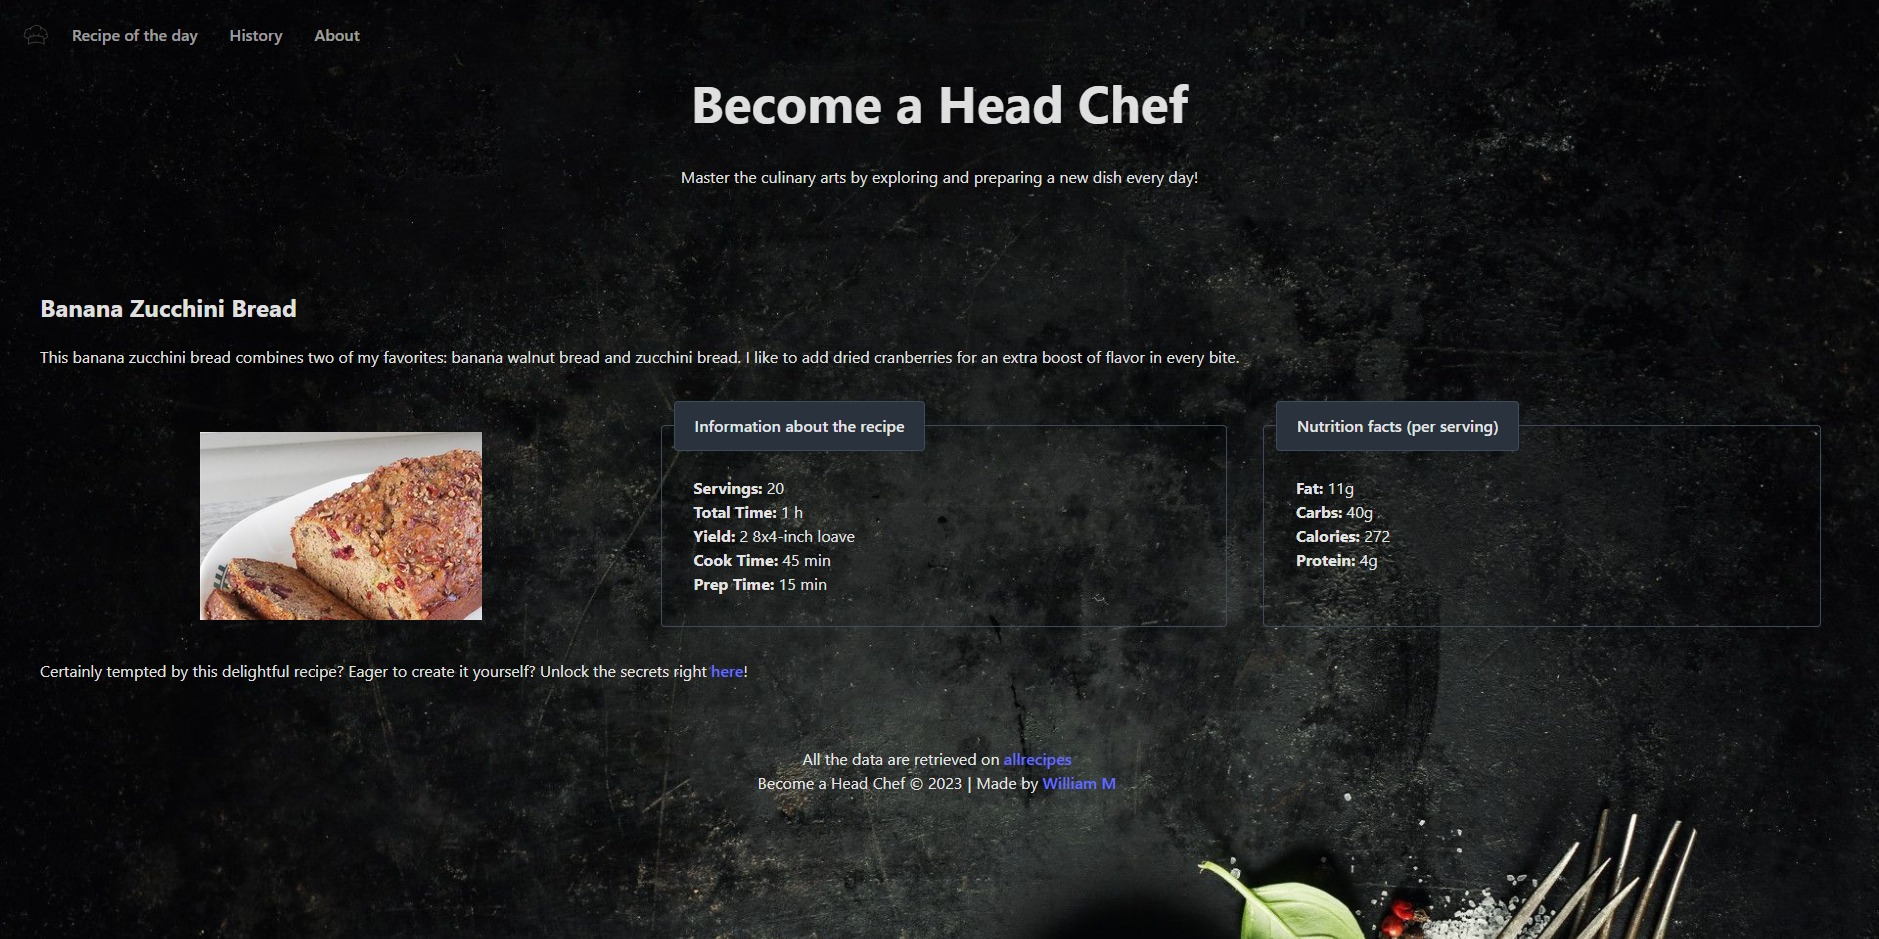 Recipe of the day History About
Become a Head Chef
Master the culinary arts by exploring and preparing a new dish every day!
Banana Zucchini Bread
This banana zucchini bread combines two of my favorites: banana walnut bread and zucchini bread. I like to add dried cranberries for an extra boost of flavor in every bite.
Information about the recipe
Servings: 20
Total Time: 1 h
Yield: 2 8x4-inch loave
Cook Time: 45 min
Prep Time: 15 min
Nutrition facts (per serving)
Fat: 11g
Carbs: 40g
Calories: 272
Protein: 4g
Certainly tempted by this delightful recipe? Eager to create it yourself? Unlock the secrets right here!
All the data are retrieved on allrecipes
Become a Head Chef © 2023 | Made by William M